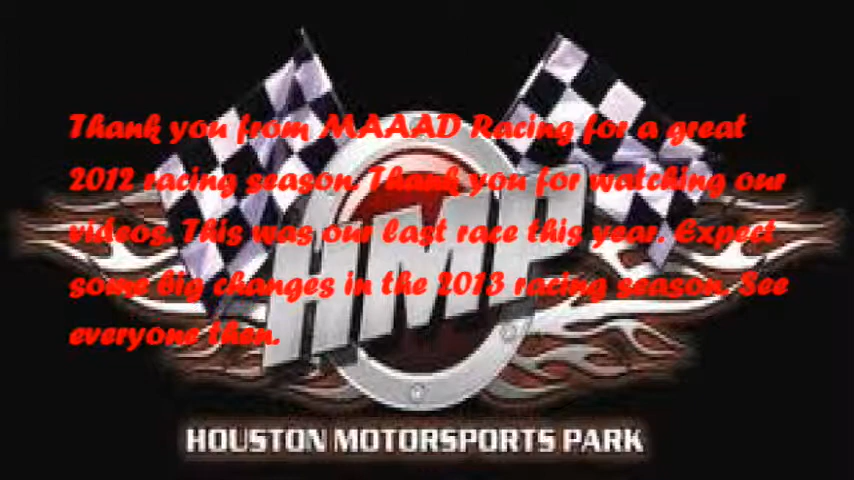 Thank you from MAAAD Racing for a great
2012 racing season. Thank you for watching our
videos. This was our last race this year. Expect
some big changes in the 2013 racing season. See
everyone then.
HMP
HOUSTON MOTORSPORTS PARK